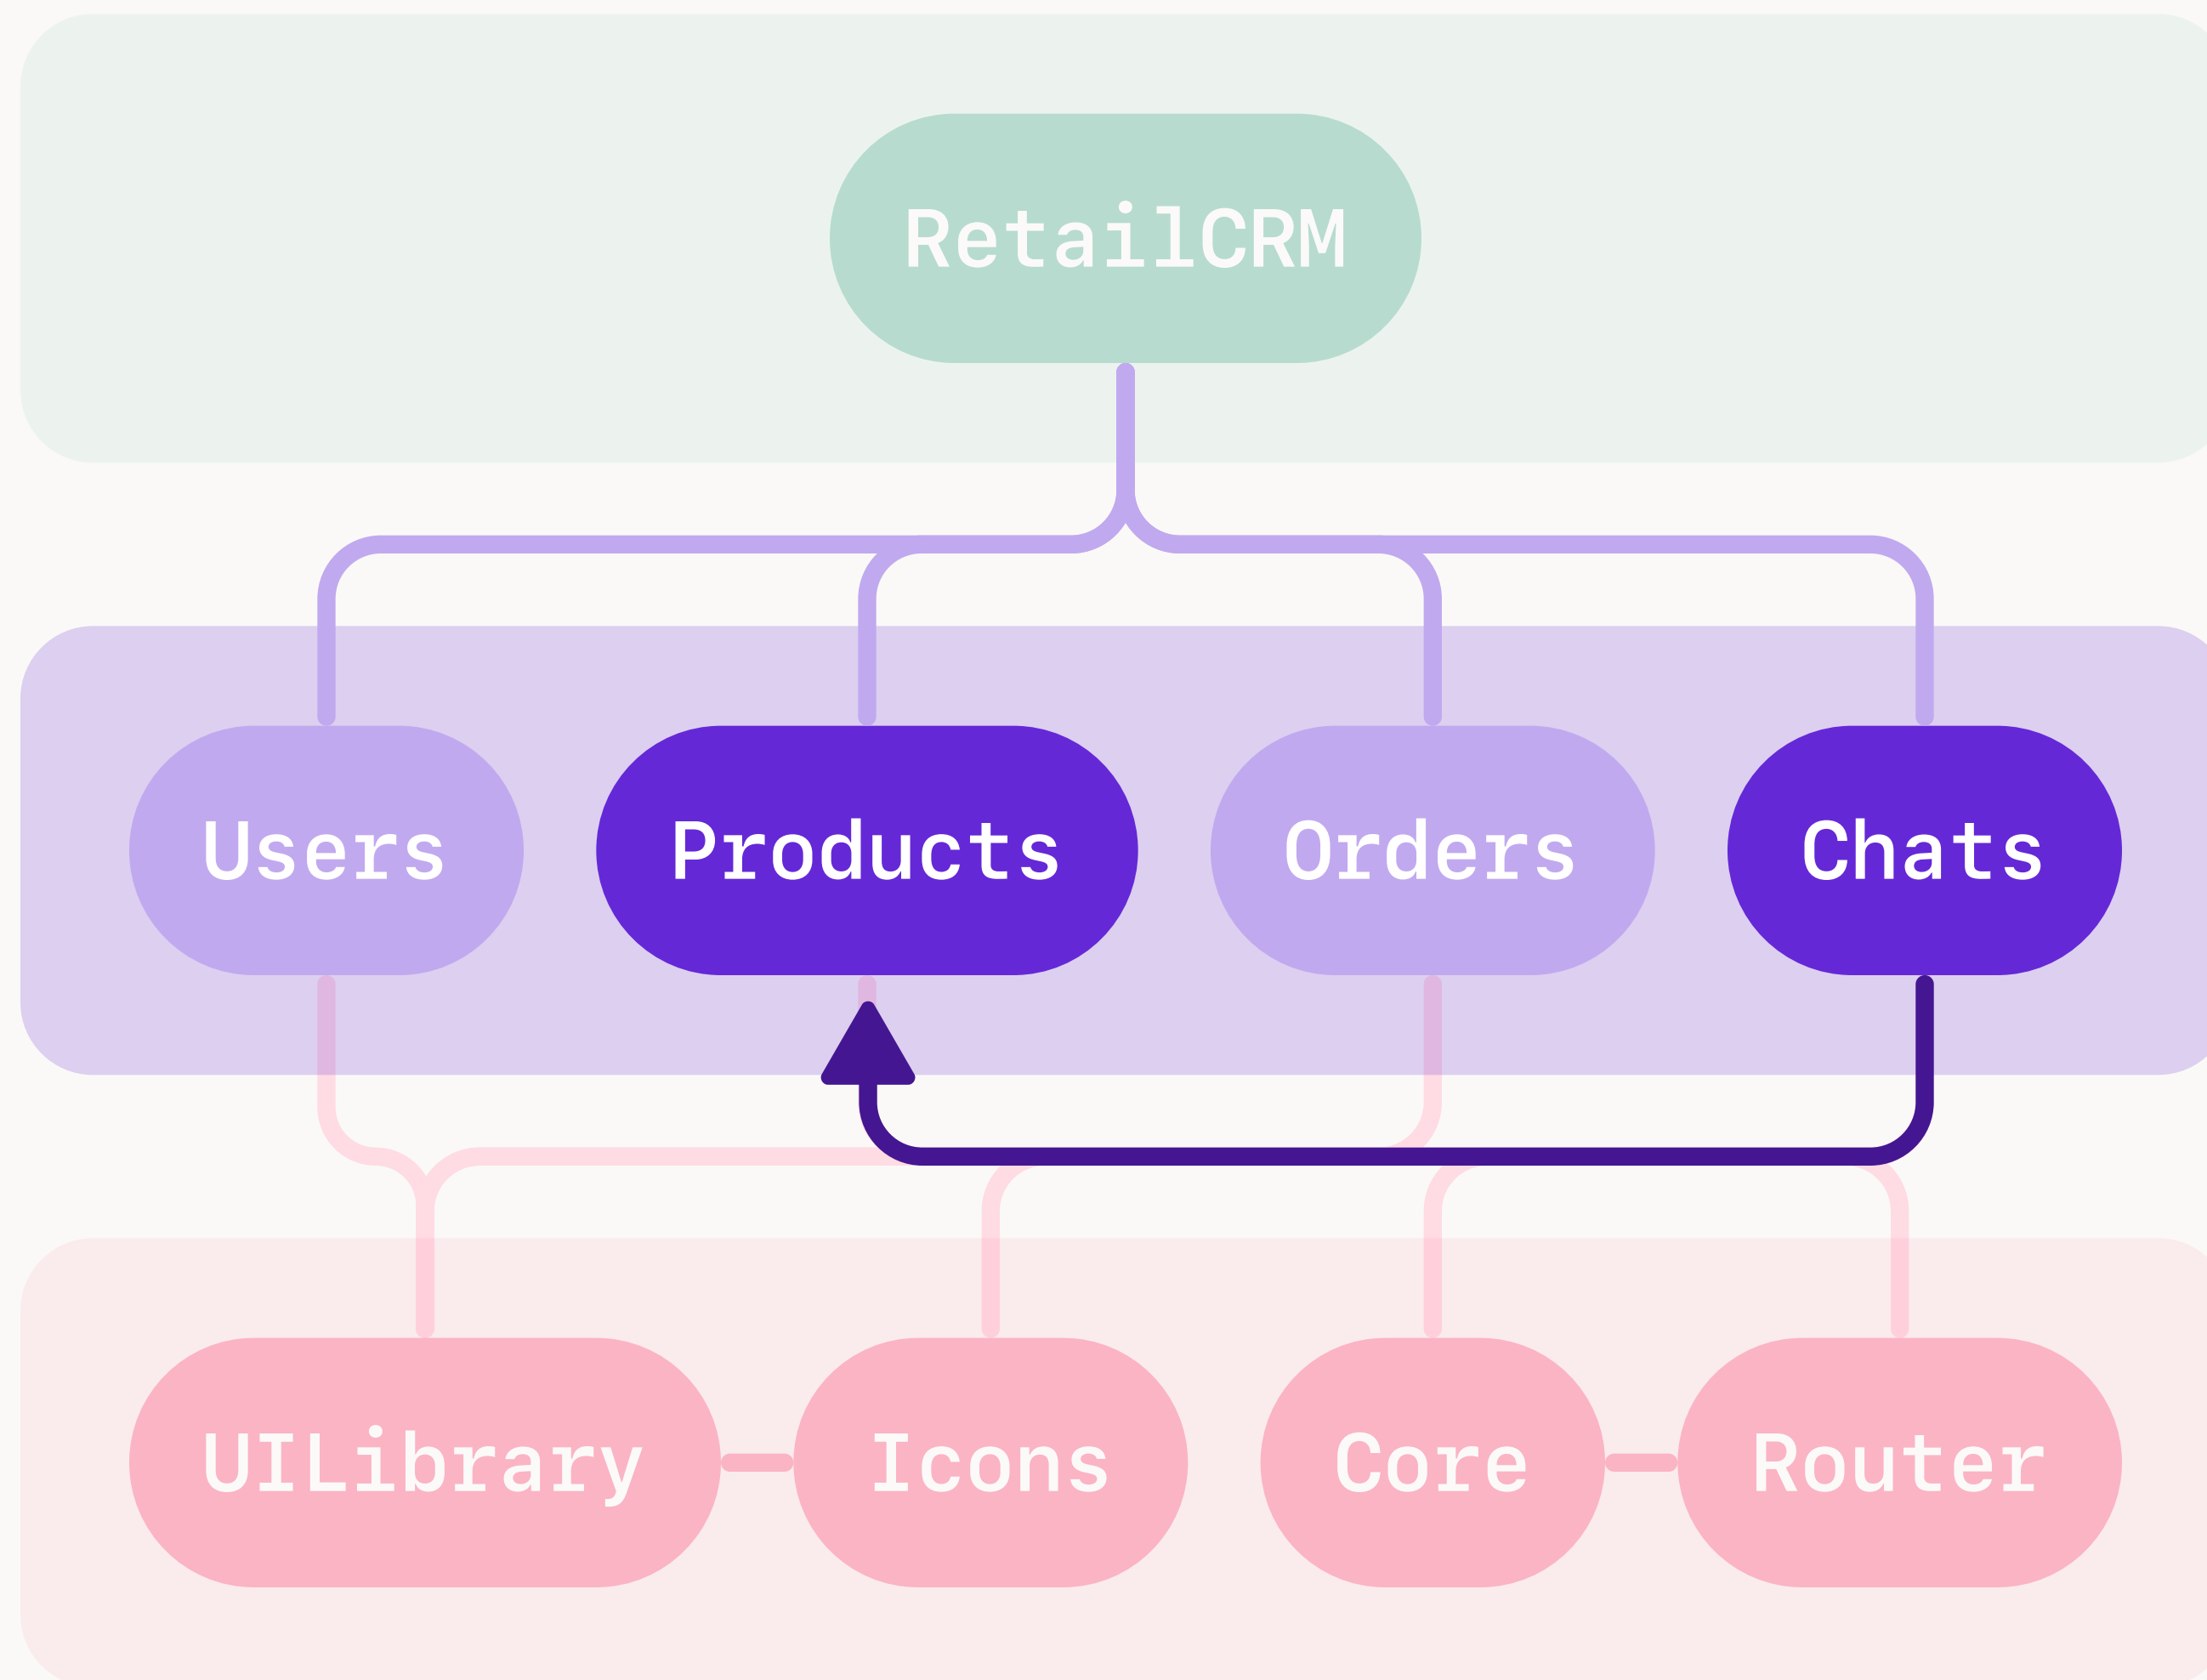 RetailCRM
Users
Products
Orders
Chats
UILibrary
Icons
Core
Router